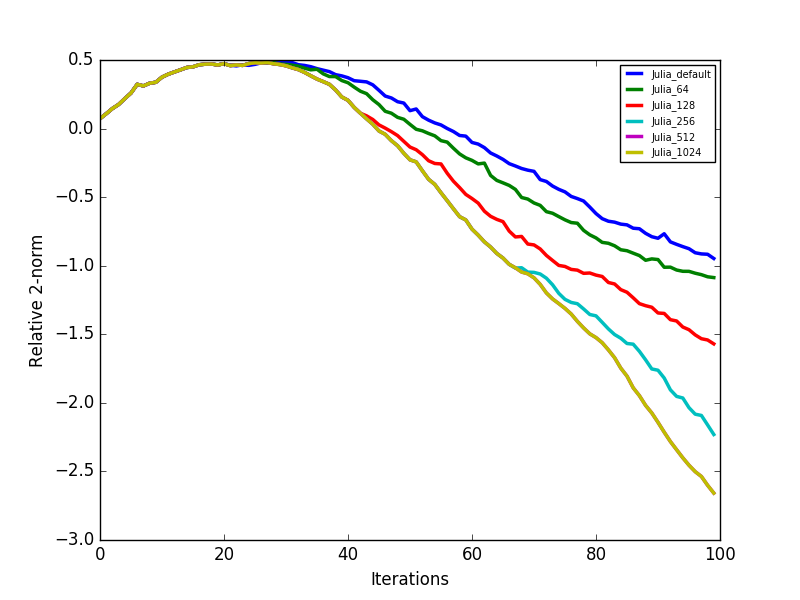 0.5
0.0
−0.5
−1.0
−1.5
−2.0
−2.5
−3.0
Relative 2-norm
Julia_default
Julia_64
Julia_128
Julia_256
Julia_512
Julia_1024
0 20 40 60 80 100
Iterations